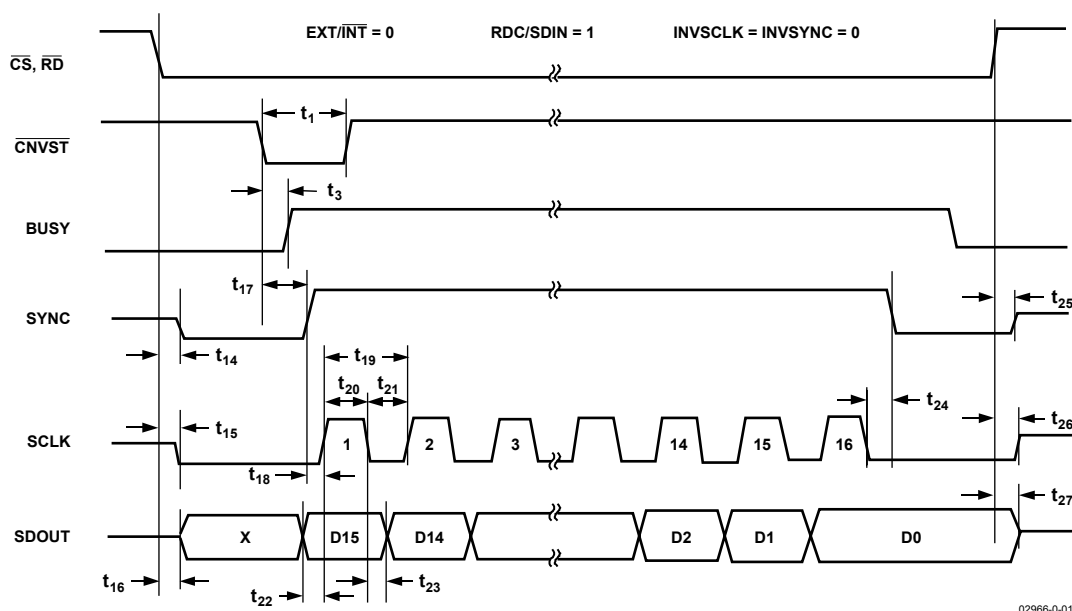 EXT/INT = 0 RDC/SDIN = 1 INVSCLK = INVSYNC = 0
CS, RD
t1
CNVST
t3
BUSY
t17
t25
SYNC
t14
t19
t20 t21
t24
t15
t26
SCLK
1 2 3 14 15 16
t18
t27
SDOUT
X D15 D14 D2 D1 D0
t16
t22
t23
02966-0-01